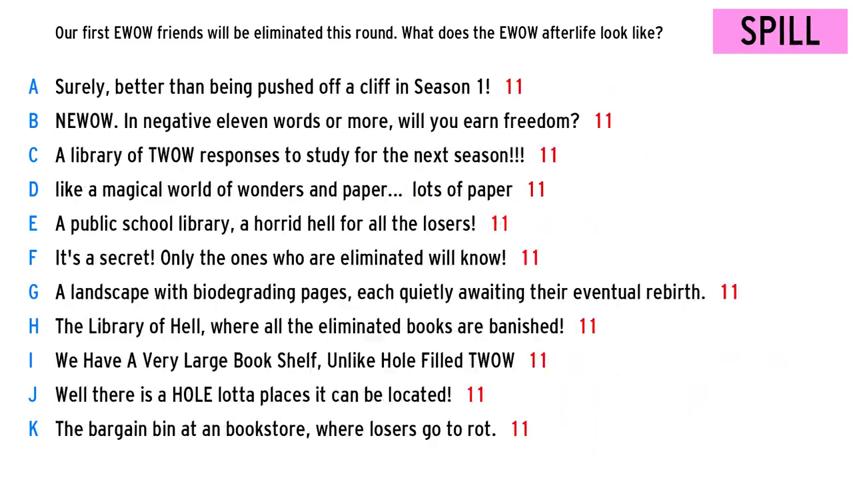 Our first EWOW friends will be eliminated this round. What does the EWOW afterlife look like?
SPILL
A Surely, better than being pushed off a cliff in Season 1! 11
B NEWOW. In negative eleven words or more, will you earn freedom? 11
C A library of TWOW responses to study for the next season!!! 11
D like a magical world of wonders and paper... lots of paper 11
E A public school library, a horrid hell for all the losers! 11
F It's a secret! Only the ones who are eliminated will know! 11
G A landscape with biodegrading pages, each quietly awaiting their eventual rebirth. 11
H The Library of Hell, where all the eliminated books are banished! 11
I We Have A Very Large Book Shelf, Unlike Hole Filled TWOW 11
J Well there is a HOLE lotta places it can be located! 11
K The bargain bin at an bookstore, where losers go to rot. 11